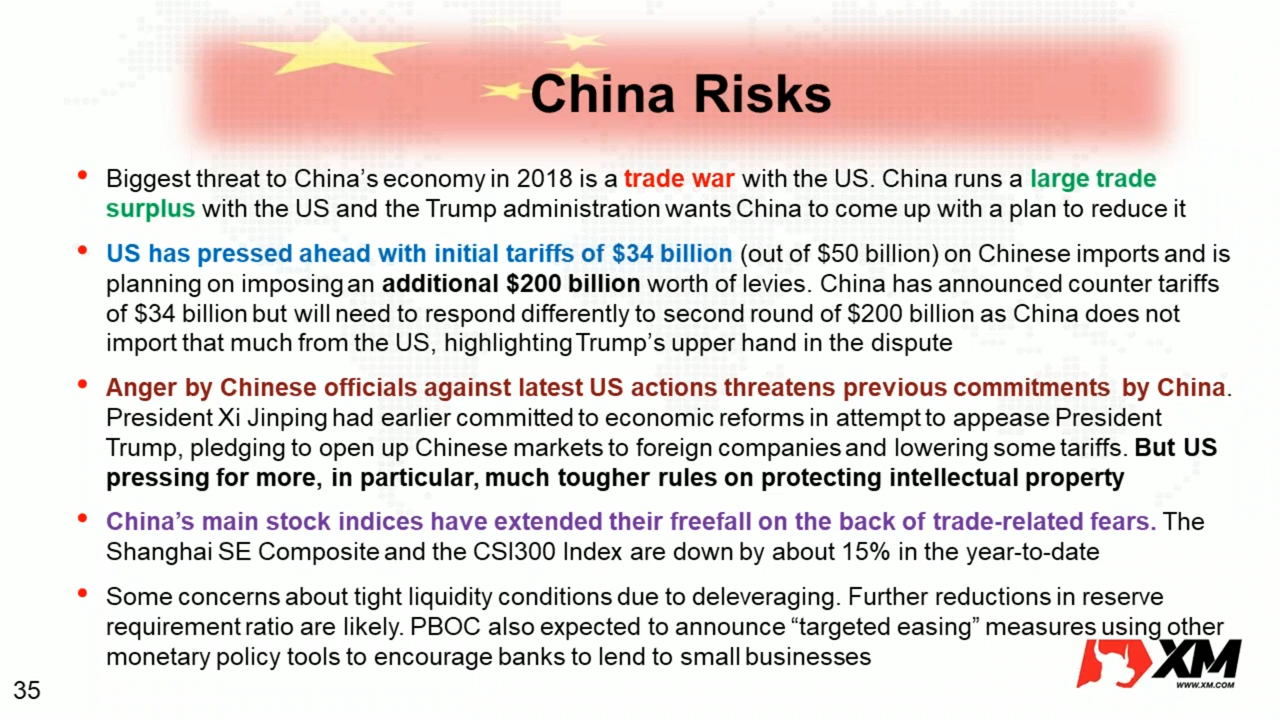 China Risks
• Biggest threat to China's economy in 2018 is a trade war with the US. China runs a large trade
surplus with the US and the Trump administration wants China to come up with a plan to reduce it
• US has pressed ahead with initial tariffs of $34 billion (out of $50 billion) on Chinese imports and is
planning on imposing an additional $200 billion worth of levies. China has announced counter tariffs
of $34 billion but will need to respond differently to second round of $200 billion as China does not
import that much from the US, highlighting Trump's upper hand in the dispute
• Anger by Chinese officials against latest US actions threatens previous commitments by China.
President Xi Jinping had earlier committed to economic reforms in attempt to appease President
Trump, pledging to open up Chinese markets to foreign companies and lowering some tariffs. But US
pressing for more, in particular, much tougher rules on protecting intellectual property
• China's main stock indices have extended their freefall on the back of trade-related fears. The
Shanghai SE Composite and the CSI300 Index are down by about 15% in the year-to-date
• Some concerns about tight liquidity conditions due to deleveraging. Further reductions in reserve
requirement ratio are likely. PBOC also expected to announce “targeted easing” measures using other
monetary policy tools to encourage banks to lend to small businesses
XM
WWW.XM.COM
35